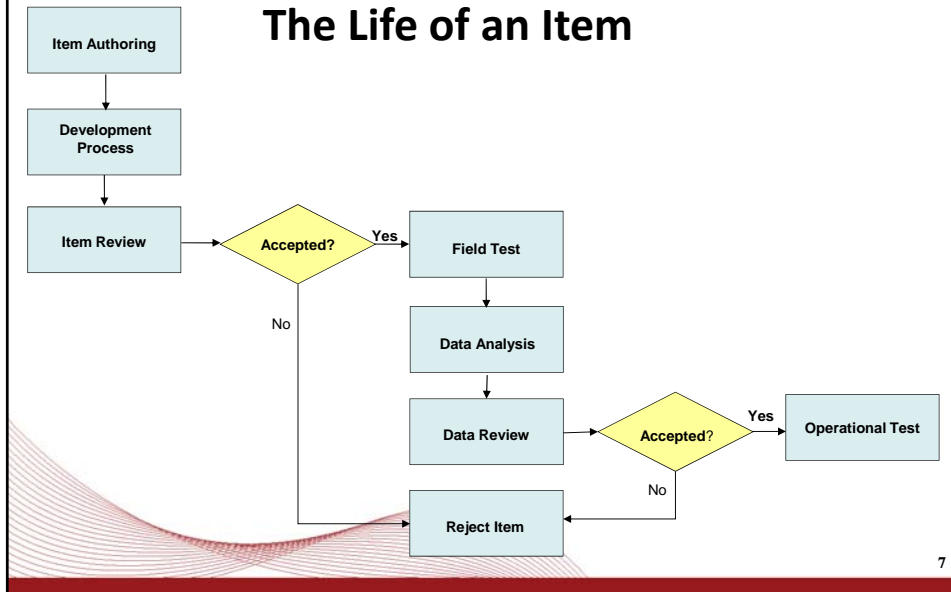 The Life of an Item
Item Authoring
Development
Process
Item Review
Accepted?
Yes
No
Field Test
Data Analysis
Data Review
Accepted?
Yes
No
Operational Test
Reject Item
7